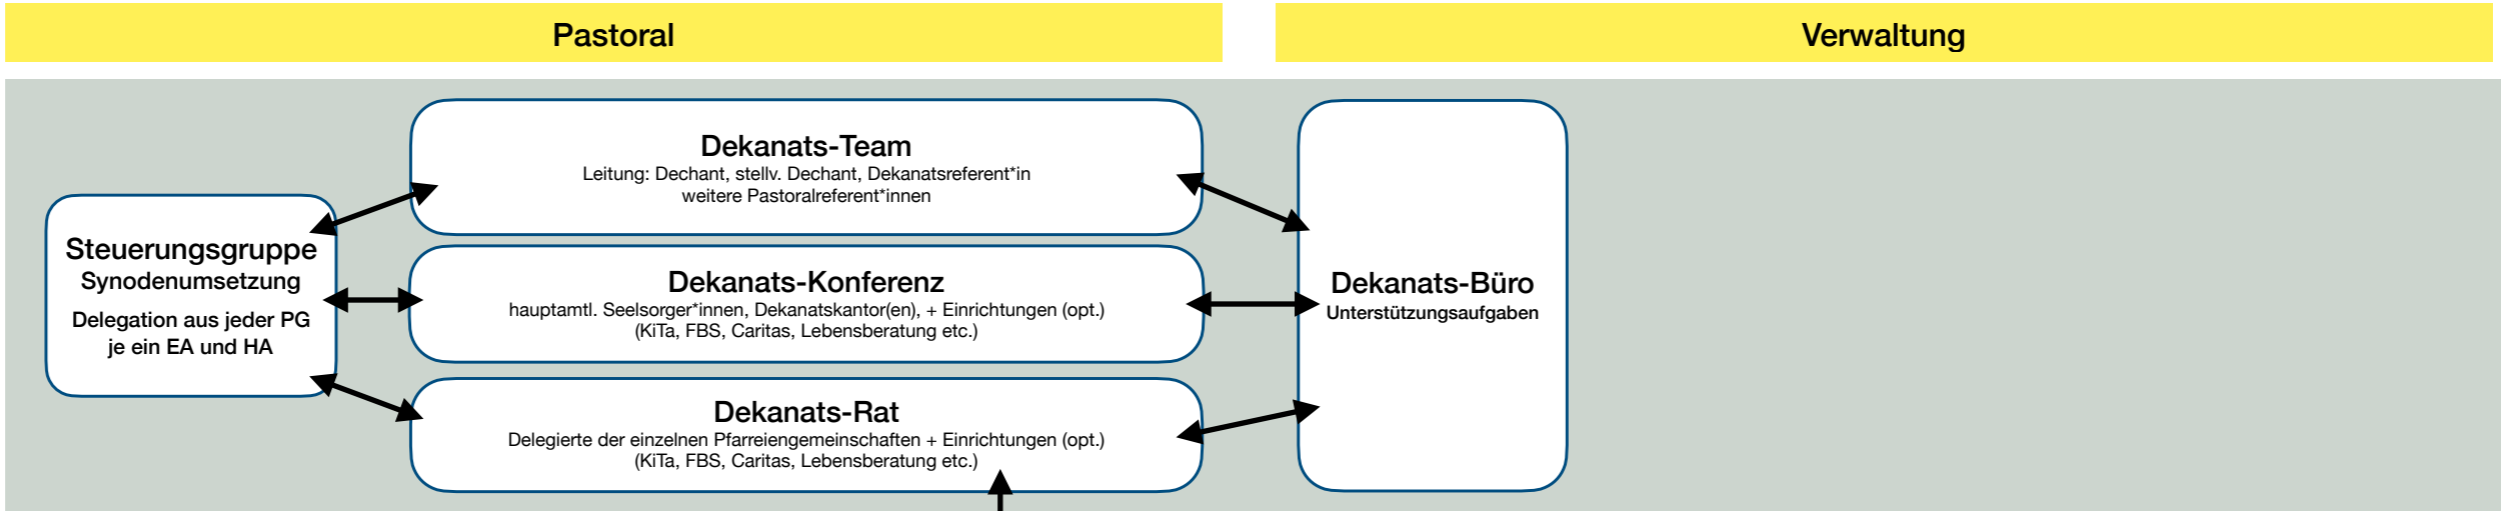 Pastoral
Verwaltung
Steuerungsgruppe
Synodenumsetzung
Delegation aus jeder PG
je ein EA und HA
Dekanats-Team
Leitung: Dechant, stellv. Dechant, Dekanatsreferent*in
weitere Pastoralreferent*innen
Dekanats-Konferenz
hauptamtl. Seelsorger*innen, Dekanatskantor(en), + Einrichtungen (opt.)
(KiTa, FBS, Caritas, Lebensberatung etc.)
Dekanats-Rat
Delegierte der einzelnen Pfarreiengemeinschaften + Einrichtungen (opt.)
(KiTa, FBS, Caritas, Lebensberatung etc.)
Dekanats-Büro
Unterstützungsaufgaben